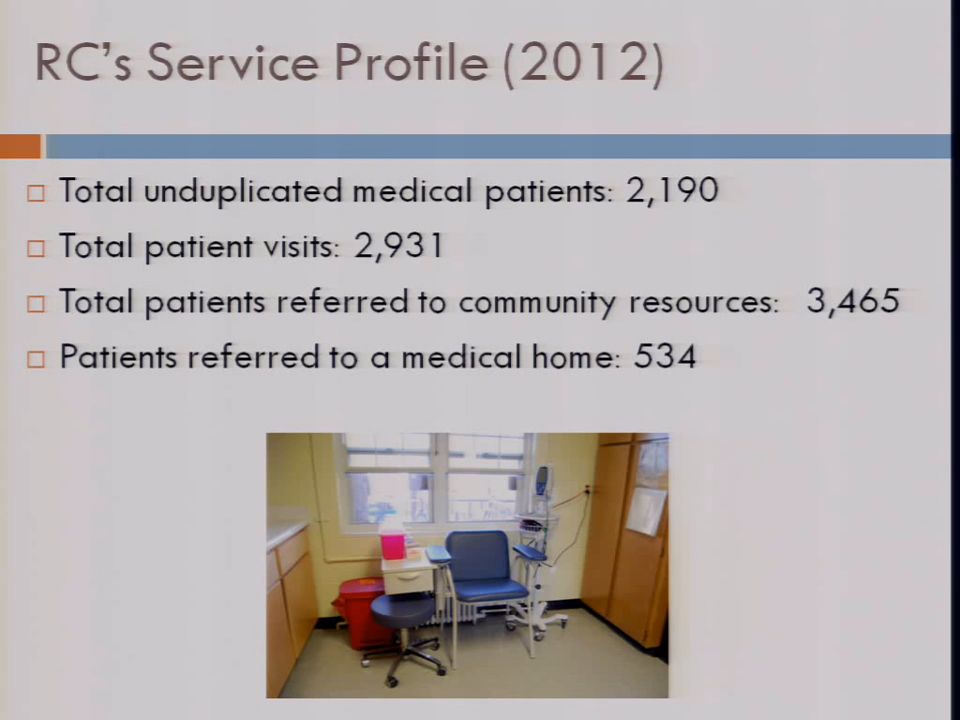 RC's Service Profile (2012)
Total unduplicated medical patients: 2,190
Total patient visits: 2,931
Total patients referred to community resources: 3,465
Patients referred to a medical home: 534